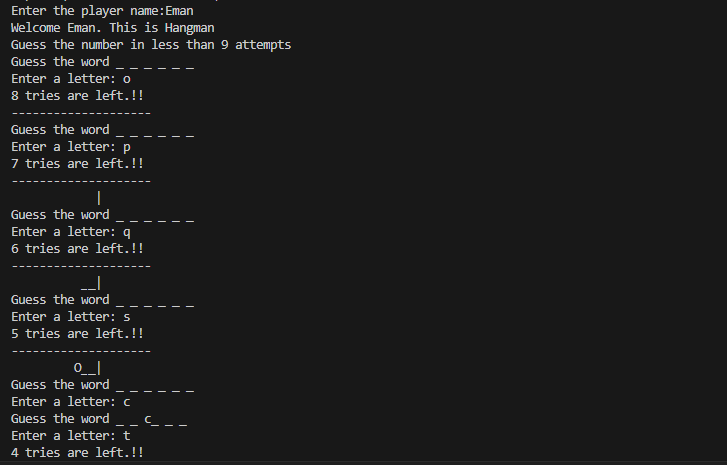 Enter the player name:Eman
Welcome Eman. This is Hangman
Guess the number in less than 9 attempts
Guess the word _ _ _ _ _ _
Enter a letter: o
8 tries are left.!!
--------------------
Guess the word _ _ _ _ _ _
Enter a letter: p
7 tries are left.!!
--------------------
            |
Guess the word _ _ _ _ _ _
Enter a letter: q
6 tries are left.!!
--------------------
          __|
Guess the word _ _ _ _ _ _
Enter a letter: s
5 tries are left.!!
--------------------
         O__|
Guess the word _ _ _ _ _ _
Enter a letter: c
Guess the word _ _ c_ _ _
Enter a letter: t
4 tries are left.!!